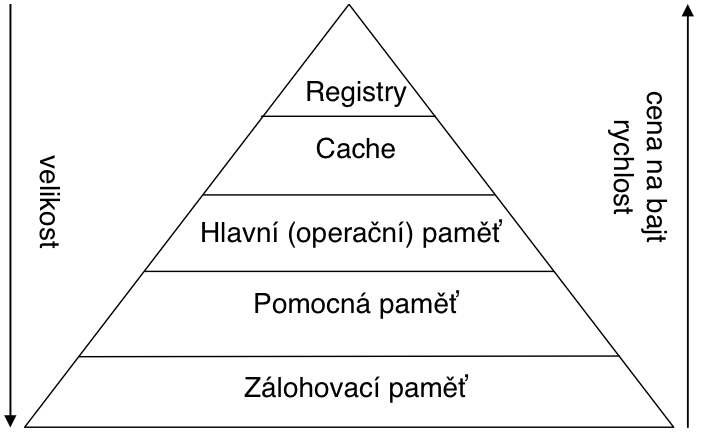 Registry
Cache
Hlavní (operační) paměť
Pomocná paměť
Zálohovací paměť
velikost
cena na bajt
rychlost